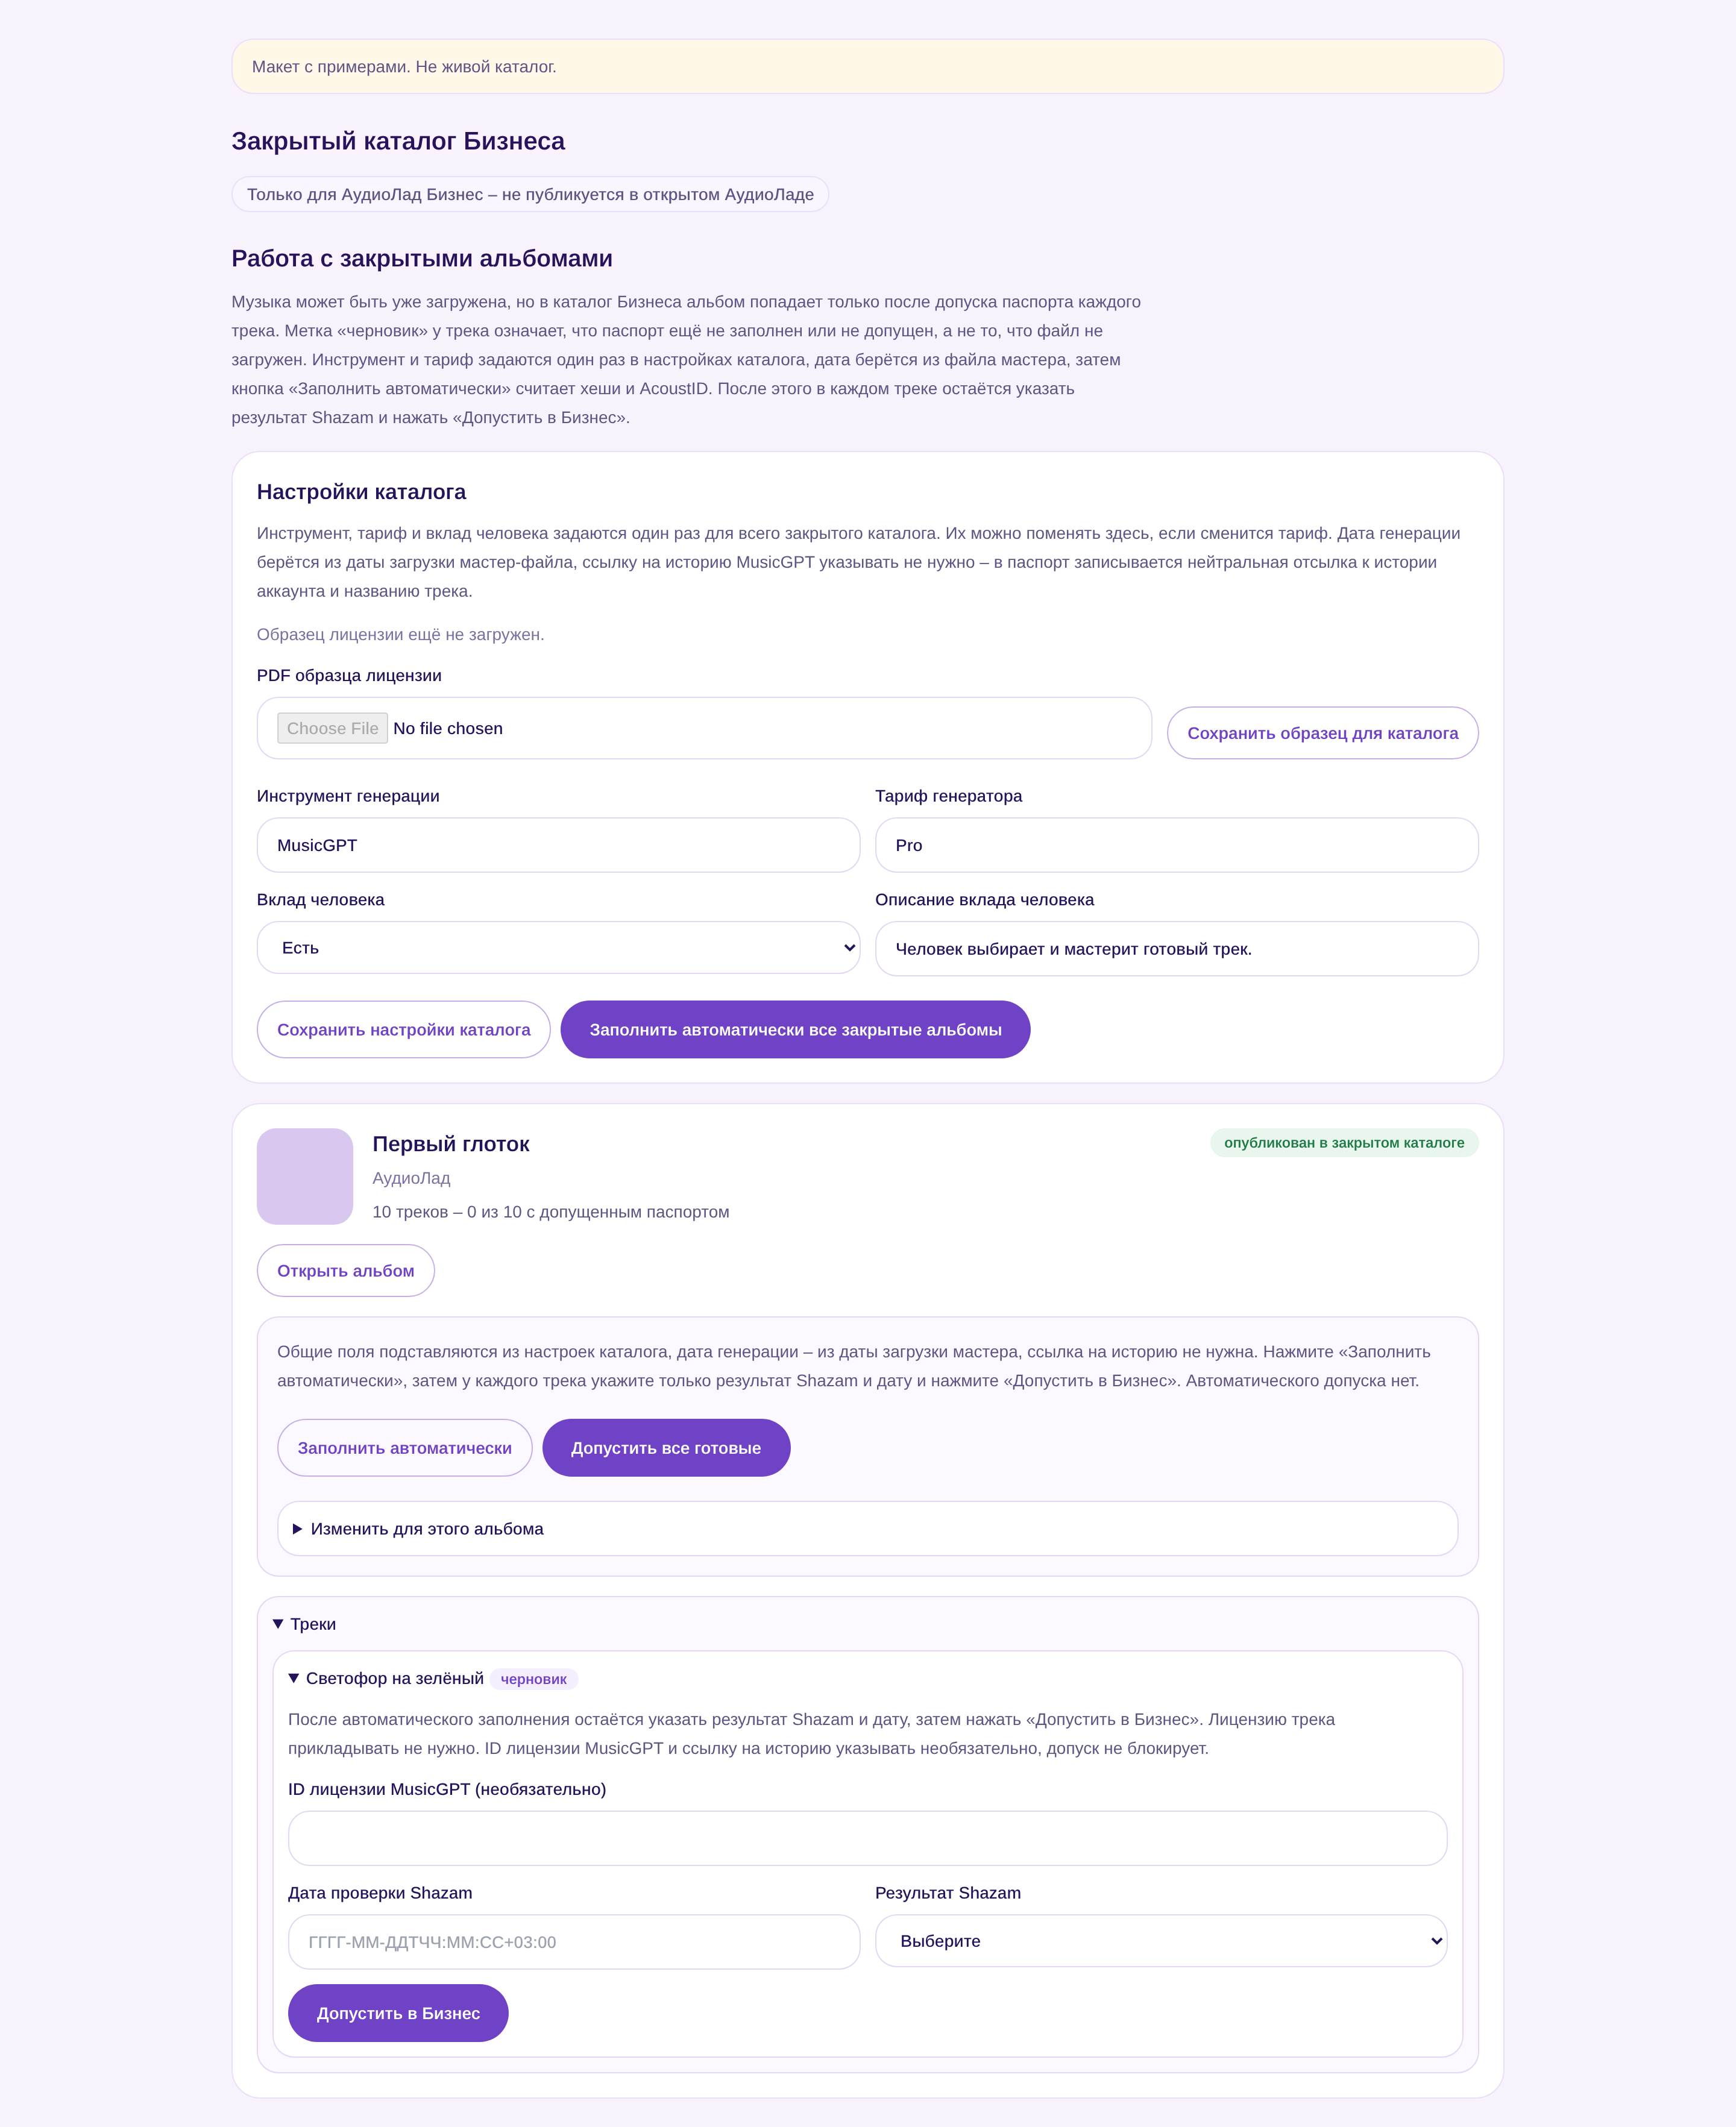 Макет с примерами. Не живой каталог.
Закрытый каталог Бизнеса
Только для АудиоЛад Бизнес – не публикуется в открытом АудиоЛаде
Работа с закрытыми альбомами
Музыка может быть уже загружена, но в каталог Бизнеса альбом попадает только после допуска паспорта каждого
трека. Метка «черновик» у трека означает, что паспорт ещё не заполнен или не допущен, а не то, что файл не
загружен. Инструмент и тариф задаются один раз в настройках каталога, дата берётся из файла мастера, затем
кнопка «Заполнить автоматически» считает хеши и AcoustID. После этого в каждом треке остаётся указать
результат Shazam и нажать «Допустить в Бизнес».
Настройки каталога
Инструмент, тариф и вклад человека задаются один раз для всего закрытого каталога. Их можно поменять здесь, если сменится тариф. Дата генерации
берётся из даты загрузки мастер-файла, ссылку на историю MusicGPT указывать не нужно – в паспорт записывается нейтральная отсылка к истории
аккаунта и названию трека.
Образец лицензии ещё не загружен.
PDF образца лицензии
Choose File No file chosen
Сохранить образец для каталога
Инструмент генерации
Тариф генератора
MusicGPT
Pro
Вклад человека
Описание вклада человека
Есть
Человек выбирает и мастерит готовый трек.
Сохранить настройки каталога
Заполнить автоматически все закрытые альбомы
Первый глоток
опубликован в закрытом каталоге
АудиоЛад
10 треков – 0 из 10 с допущенным паспортом
Открыть альбом
Общие поля подставляются из настроек каталога, дата генерации – из даты загрузки мастера, ссылка на историю не нужна. Нажмите «Заполнить
автоматически», затем у каждого трека укажите только результат Shazam и дату и нажмите «Допустить в Бизнес». Автоматического допуска нет.
Заполнить автоматически
Допустить все готовые
Изменить для этого альбома
Треки
Светофор на зелёный черновик
После автоматического заполнения остаётся указать результат Shazam и дату, затем нажать «Допустить в Бизнес». Лицензию трека
прикладывать не нужно. ID лицензии MusicGPT и ссылку на историю указывать необязательно, допуск не блокирует.
ID лицензии MusicGPT (необязательно)
Дата проверки Shazam
Результат Shazam
ГГГГ-ММ-ДДТЧЧ:ММ:СС+03:00
Выберите
Допустить в Бизнес